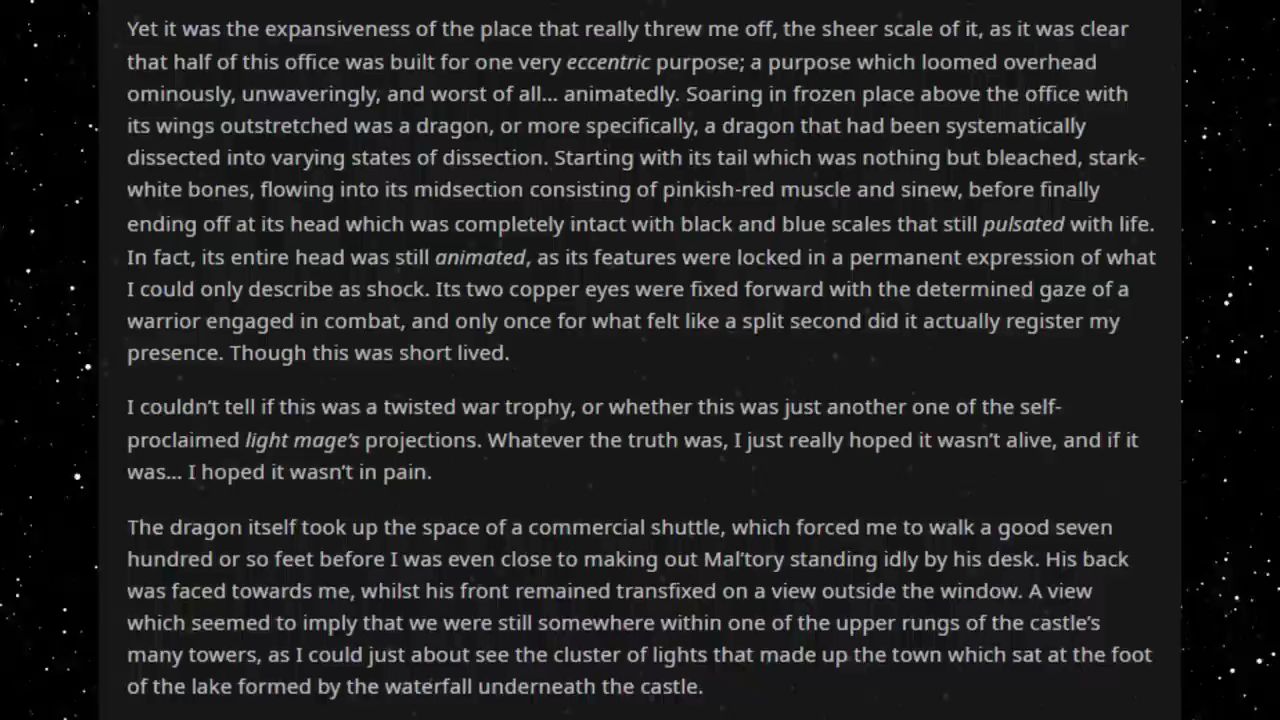 Yet it was the expansiveness of the place that really threw me off, the sheer scale of it, as it was clear
that half of this office was built for one very eccentric purpose; a purpose which loomed overhead
ominously, unwaveringly, and worst of all... animatedly. Soaring in frozen place above the office with
its wings outstretched was a dragon, or more specifically, a dragon that had been systematically
dissected into varying states of dissection. Starting with its tail which was nothing but bleached, stark-
white bones, flowing into its midsection consisting of pinkish-red muscle and sinew, before finally
ending off at its head which was completely intact with black and blue scales that still pulsated with life.
In fact, its entire head was still animated, as its features were locked in a permanent expression of what
I could only describe as shock. Its two copper eyes were fixed forward with the determined gaze of a
warrior engaged in combat, and only once for what felt like a split second did it actually register my
presence. Though this was short lived.
I couldn't tell if this was a twisted war trophy, or whether this was just another one of the self-
proclaimed light mage's projections. Whatever the truth was, I just really hoped it wasn't alive, and if it
was... I hoped it wasn't in pain.
The dragon itself took up the space of a commercial shuttle, which forced me to walk a good seven
hundred or so feet before I was even close to making out Mal'tory standing idly by his desk. His back
was faced towards me, whilst his front remained transfixed on a view outside the window. A view
which seemed to imply that we were still somewhere within one of the upper rungs of the castle's
many towers, as I could just about see the cluster of lights that made up the town which sat at the foot
of the lake formed by the waterfall underneath the castle.